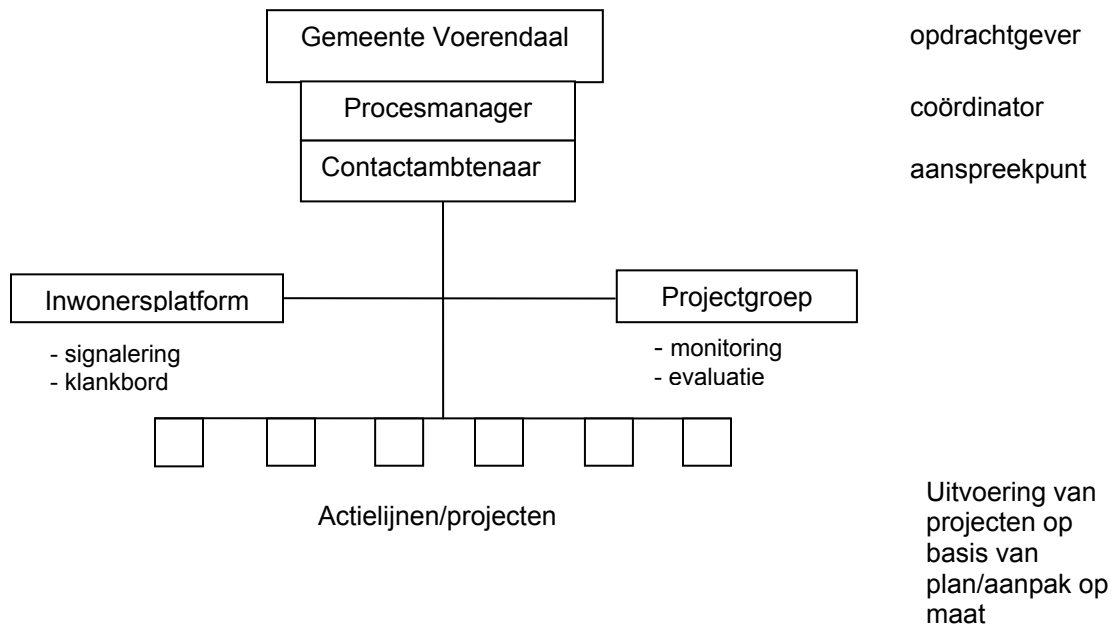 Gemeente Voerendaal
opdrachtgever
Procesmanager
coördinator
Contactambtenaar
aanspreekpunt
Inwonersplatform
Projectgroep
- signalering
- klankbord
- monitoring
- evaluatie
Actielijnen/projecten
Uitvoering van
projecten op
basis van
plan/aanpak op
maat